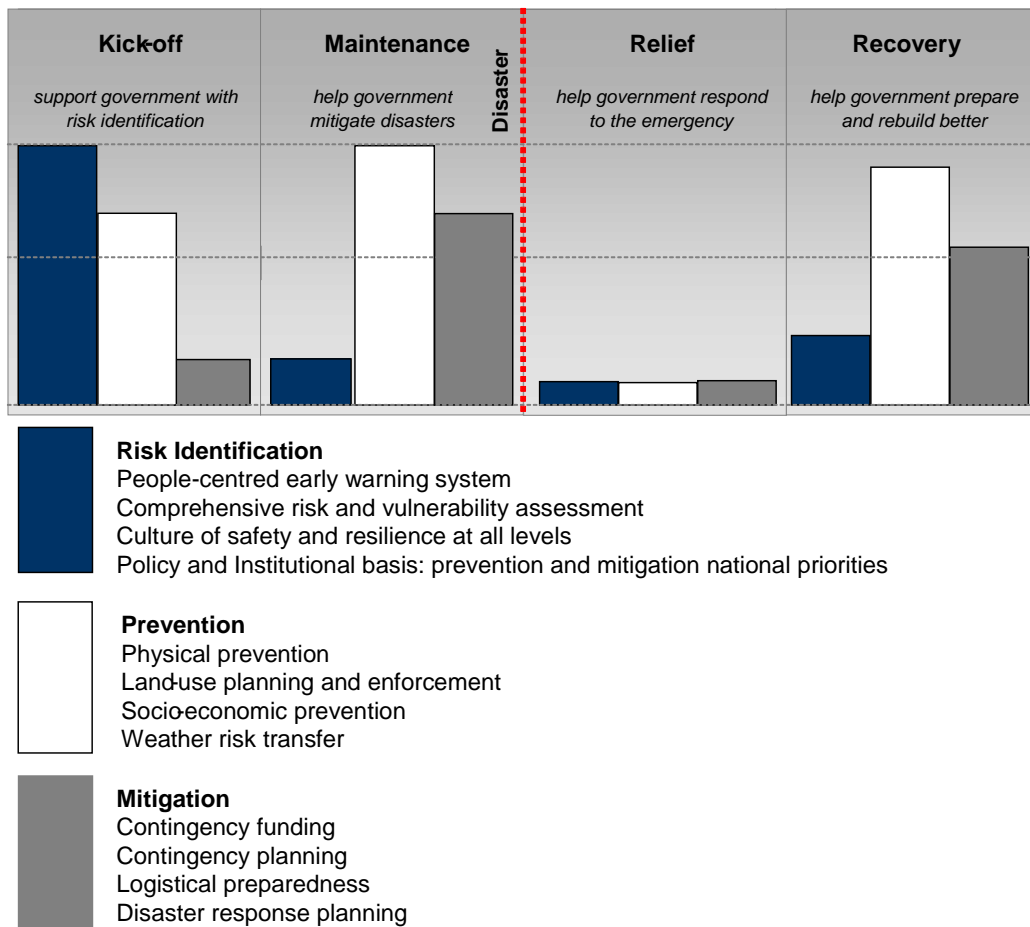 Kick-off
support government with
risk identification
Maintenance
help government
mitigate disasters
Disaster
Relief
help government respond
to the emergency
Recovery
help government prepare
and rebuild better
Risk Identification
People-centred early warning system
Comprehensive risk and vulnerability assessment
Culture of safety and resilience at all levels
Policy and Institutional basis: prevention and mitigation national priorities
Prevention
Physical prevention
Land-use planning and enforcement
Socio-economic prevention
Weather risk transfer
Mitigation
Contingency funding
Contingency planning
Logistical preparedness
Disaster response planning